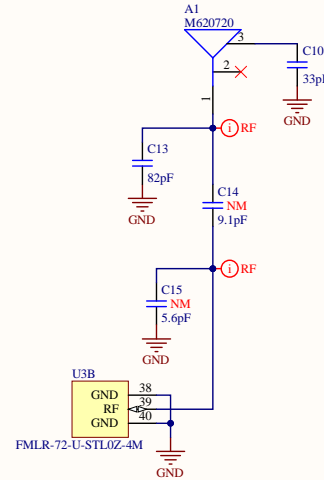 A1
M620720
3
C10
2
33pF
1
GND
i RF
C13
82pF
C14
NM
9.1pF
GND
i RF
C15
NM
5.6pF
GND
U3B
GND 38
RF 39
GND 40
FMLR-72-U-STL0Z-4M
GND